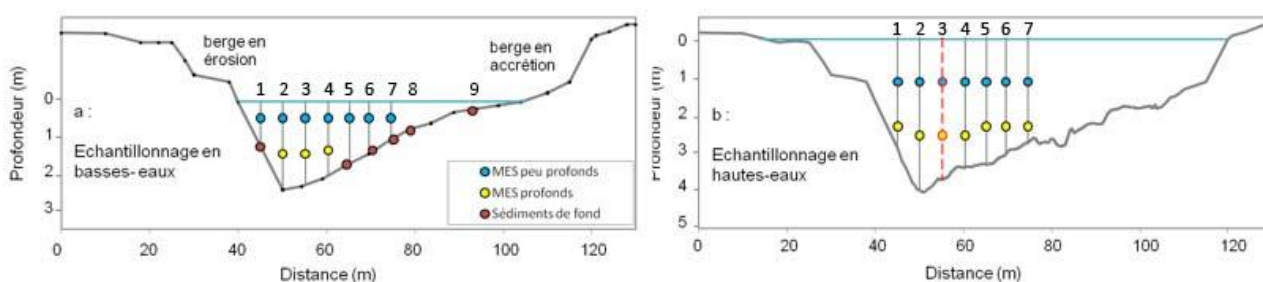 berge en
érosion
berge en
accrétion
1 2 3 4 5 6 7 8 9
Profondeur (m)
0
1
2
3
a :
Echantillonnage en
basses-eaux
MES peu profonds
MES profonds
Sédiments de fond
0 20 40 60 80 100 120
Distance (m)
1 2 3 4 5 6 7
Profondeur (m)
0
1
2
3
4
5
b :
Echantillonnage en
hautes-eaux
0 20 40 60 80 100 120
Distance (m)